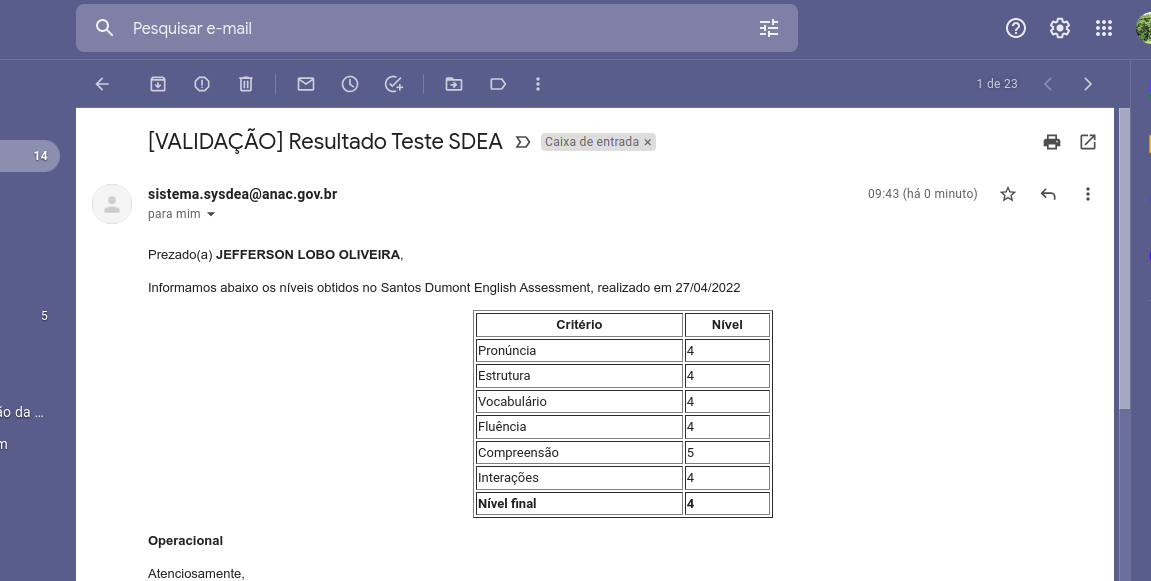 Pesquisar e-mail
1 de 23
[VALIDAÇÃO] Resultado Teste SDEA Caixa de entrada ×
14
sistema.sysdea@anac.gov.br 09:43 (há 0 minuto)
para mim
Prezado(a) JEFFERSON LOBO OLIVEIRA,
Informamos abaixo os níveis obtidos no Santos Dumont English Assessment, realizado em 27/04/2022
5
Critério Nível
Pronúncia 4
Estrutura 4
Vocabulário 4
Fluência 4
Compreensão 5
Interações 4
Nível final 4
ão da ...
m
Operacional
Atenciosamente,